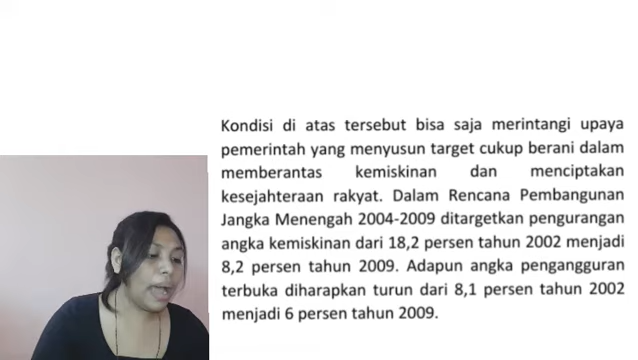 Kondisi di atas tersebut bisa saja merintangi upaya
pemerintah yang menyusun target cukup berani dalam
memberantas kemiskinan dan menciptakan
kesejahteraan rakyat. Dalam Rencana Pembangunan
Jangka Menengah 2004-2009 ditargetkan pengurangan
angka kemiskinan dari 18,2 persen tahun 2002 menjadi
8,2 persen tahun 2009. Adapun angka pengangguran
terbuka diharapkan turun dari 8,1 persen tahun 2002
menjadi 6 persen tahun 2009.